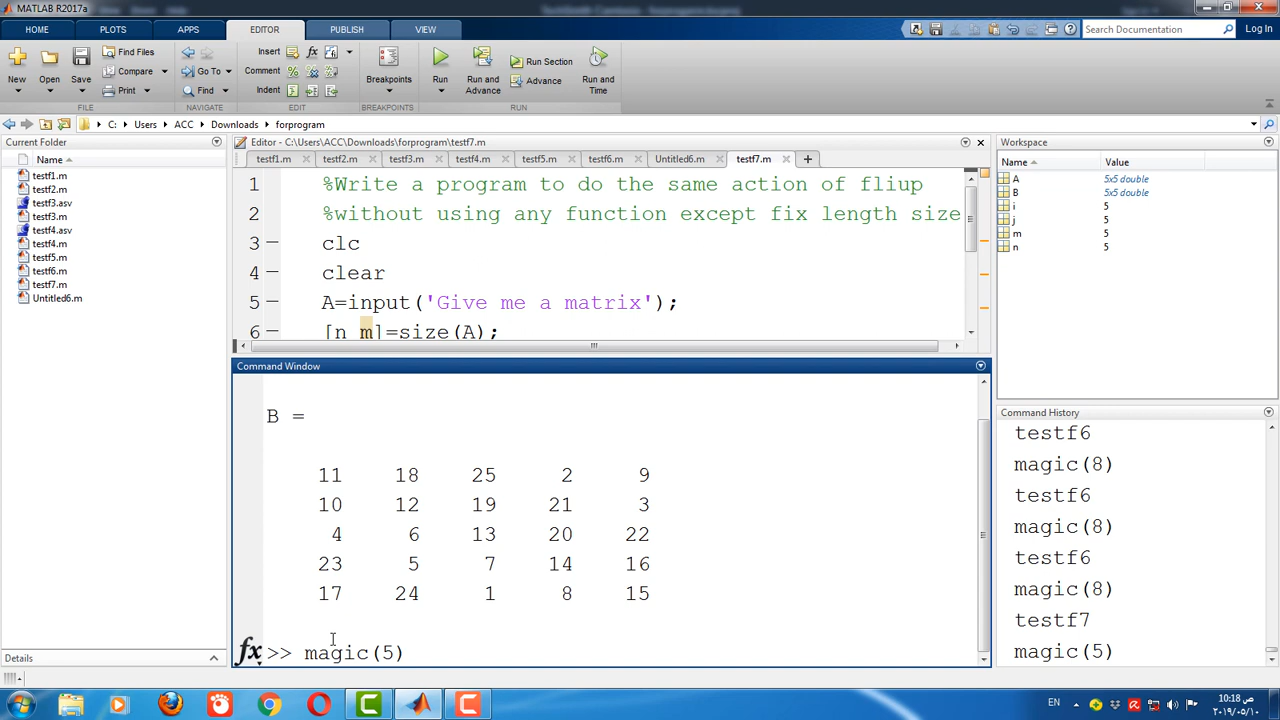 MATLAB R2017a
HOME PLOTS APPS EDITOR PUBLISH VIEW
Search Documentation
Log In
New Open Save
Find Files
Compare
Print
FILE
Go To
Find
NAVIGATE
Insert
Comment
Indent
EDIT
Breakpoints
BREAKPOINTS
Run
Run and Advance
Run Section
Advance
Run and Time
RUN
C: Users ACC Downloads forprogram
Current Folder
Name
testf1.m
testf2.m
testf3.asv
testf3.m
testf4.asv
testf4.m
testf5.m
testf6.m
testf7.m
Untitled6.m
Details
Editor - C:\Users\ACC\Downloads\forprogram\testf7.m
testf1.m testf2.m testf3.m testf4.m testf5.m testf6.m Untitled6.m testf7.m
1 %Write a program to do the same action of fliup
2 %without using any function except fix length size
3 clc
4 clear
5 A=input('Give me a matrix');
6 [n m]=size(A);
Command Window
B =
11 18 25 2 9
10 12 19 21 3
4 6 13 20 22
23 5 7 14 16
17 24 1 8 15
fx >> magic(5)
Workspace
Name Value
A 5x5 double
B 5x5 double
i 5
j 5
m 5
n 5
Command History
testf6
magic(8)
testf6
magic(8)
testf6
magic(8)
testf7
magic(5)
EN
10:18 ص
٢٠١٩/٠٥/١٠